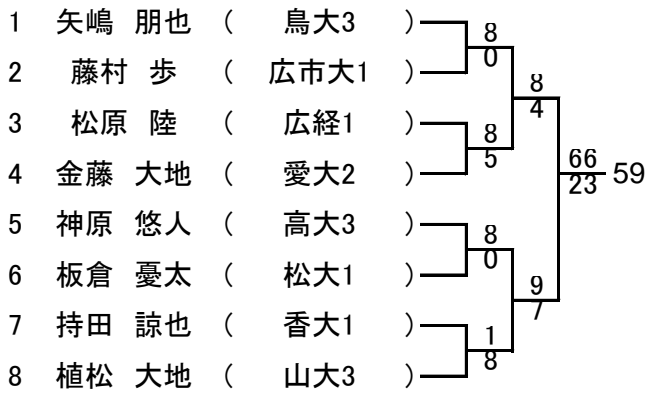 1 矢嶋 朋也 ( 鳥大3 )
8
0
2 藤村 歩 ( 広市大1 )
8
4
3 松原 陸 ( 広経1 )
8
5
4 金藤 大地 ( 愛大2 )
66
23
59
5 神原 悠人 ( 高大3 )
8
0
6 板倉 憂太 ( 松大1 )
9
7
7 持田 諒也 ( 香大1 )
1
8
8 植松 大地 ( 山大3 )